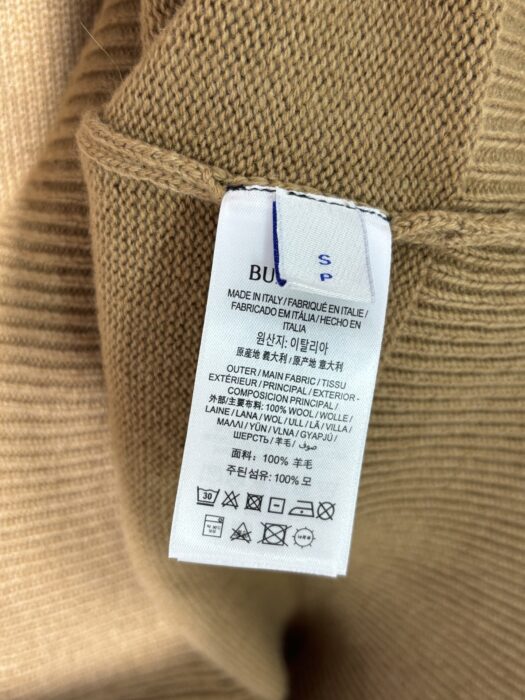 S
P
BU
MADE IN ITALY / FABRIQUÉ EN ITALIE /
FABRICADO EM ITÁLIA / HECHO EN
ITALIA
원산지: 이탈리아
原産地 義大利 / 原产地 意大利
OUTER / MAIN FABRIC / TISSU
EXTÉRIEUR / PRINCIPAL / EXTERIOR -
COMPOSICION PRINCIPAL /
外部/主要布料: 100% WOOL / WOLLE /
LAINE / LANA / WOL / ULL / LÃ / VILLA /
ΜΑΛΛΙ / YÜN / VLNA / GYAPJÚ /
ШЕРСТЬ / 羊毛 / صوف
面料: 100% 羊毛
주된섬유: 100% 모
30